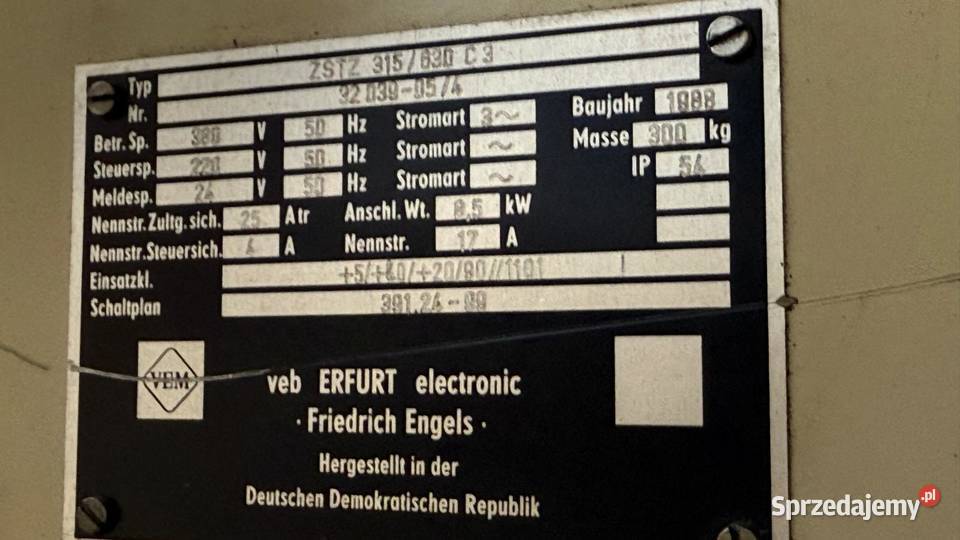 Typ ZSTZ 315/630 C3
Nr. 32 039-05/4
Betr. Sp. 380 V 50 Hz Stromart 3~
Steuersp. 220 V 50 Hz Stromart ~
Meldesp. 24 V 50 Hz Stromart ~
Baujahr 1988
Masse 300 kg
IP 54
Nennstr. Zultg. sich. 25 A tr Anschl. Wt. 8,5 kW
Nennstr. Steuersich. 4 A Nennstr. 17 A
Einsatzkl. +5/+40/+20/90//1101
Schaltplan 391.24-99
VEM
veb ERFURT electronic
· Friedrich Engels ·
Hergestellt in der
Deutschen Demokratischen Republik
Sprzedajemy.pl